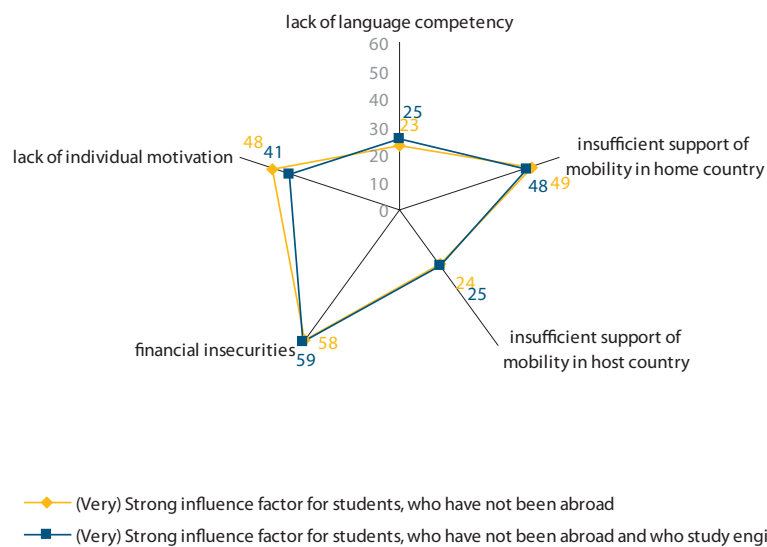 lack of language competency
60
50
40
30
20
10
0
25
23
insufficient support of
mobility in home country
48 49
24
25
insufficient support of
mobility in host country
financial insecurities
58
59
lack of individual motivation
48
41
(Very) Strong influence factor for students, who have not been abroad
(Very) Strong influence factor for students, who have not been abroad and who study engi